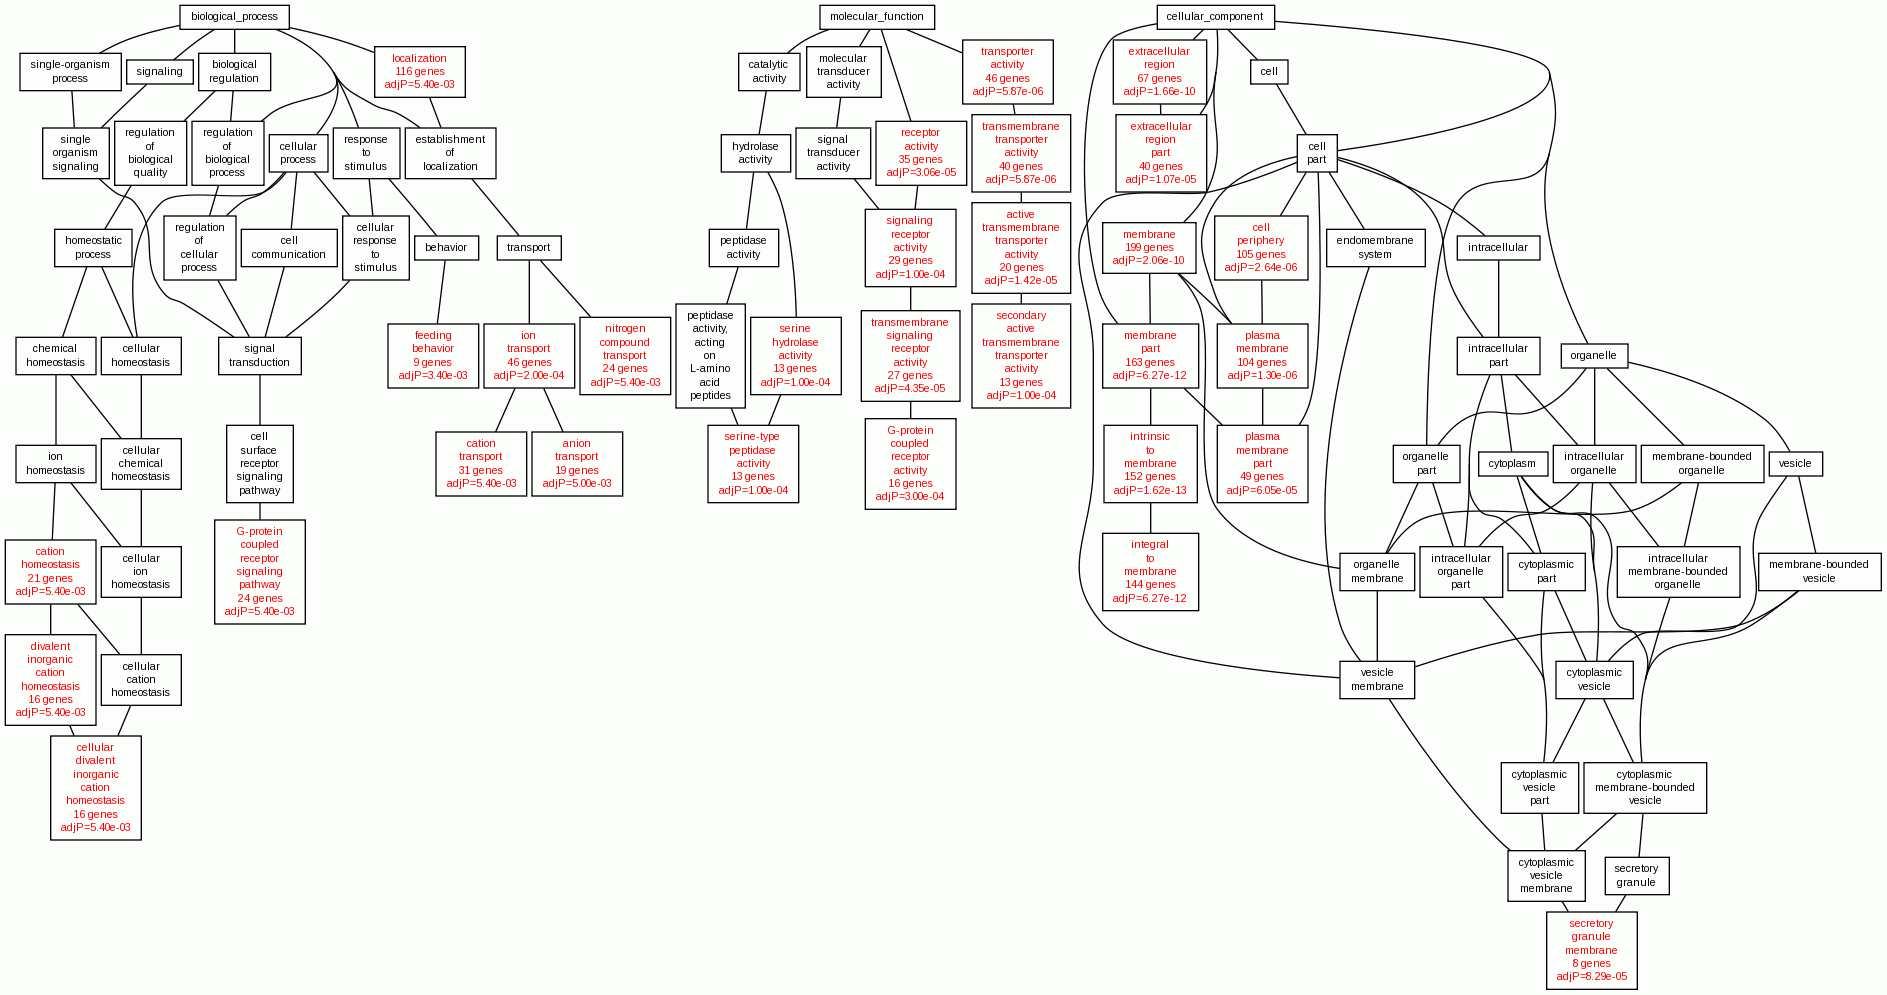 biological_process
single-organism
process
signaling
biological
regulation
localization
116 genes
adjP=5.40e-03
single
organism
signaling
regulation
of
biological
quality
regulation
of
biological
process
cellular
process
response
to
stimulus
establishment
of
localization
homeostatic
process
regulation
of
cellular
process
cell
communication
cellular
response
to
stimulus
behavior
transport
chemical
homeostasis
cellular
homeostasis
signal
transduction
feeding
behavior
9 genes
adjP=3.40e-03
ion
transport
46 genes
adjP=2.00e-04
nitrogen
compound
transport
24 genes
adjP=5.40e-03
ion
homeostasis
cellular
chemical
homeostasis
cell
surface
receptor
signaling
pathway
cation
transport
31 genes
adjP=5.40e-03
anion
transport
19 genes
adjP=5.00e-03
cation
homeostasis
21 genes
adjP=5.40e-03
cellular
ion
homeostasis
G-protein
coupled
receptor
signaling
pathway
24 genes
adjP=5.40e-03
divalent
inorganic
cation
homeostasis
16 genes
adjP=5.40e-03
cellular
cation
homeostasis
cellular
divalent
inorganic
cation
homeostasis
16 genes
adjP=5.40e-03
molecular_function
catalytic
activity
molecular
transducer
activity
transporter
activity
46 genes
adjP=5.87e-06
hydrolase
activity
signal
transducer
activity
receptor
activity
35 genes
adjP=3.06e-05
transmembrane
transporter
activity
40 genes
adjP=5.87e-06
peptidase
activity
signaling
receptor
activity
29 genes
adjP=1.00e-04
active
transmembrane
transporter
activity
20 genes
adjP=1.42e-05
peptidase
activity,
acting
on
L-amino
acid
peptides
serine
hydrolase
activity
13 genes
adjP=1.00e-04
transmembrane
signaling
receptor
activity
27 genes
adjP=4.35e-05
secondary
active
transmembrane
transporter
activity
13 genes
adjP=1.00e-04
serine-type
peptidase
activity
13 genes
adjP=1.00e-04
G-protein
coupled
receptor
activity
16 genes
adjP=3.00e-04
cellular_component
extracellular
region
67 genes
adjP=1.66e-10
cell
extracellular
region
part
40 genes
adjP=1.07e-05
cell
part
membrane
199 genes
adjP=2.06e-10
cell
periphery
105 genes
adjP=2.64e-06
endomembrane
system
intracellular
membrane
part
163 genes
adjP=6.27e-12
plasma
membrane
104 genes
adjP=1.30e-06
intracellular
part
organelle
intrinsic
to
membrane
152 genes
adjP=1.62e-13
plasma
membrane
part
49 genes
adjP=6.05e-05
organelle
part
cytoplasm
intracellular
organelle
membrane-bounded
organelle
vesicle
integral
to
membrane
144 genes
adjP=6.27e-12
organelle
membrane
intracellular
organelle
part
cytoplasmic
part
intracellular
membrane-bounded
organelle
membrane-bounded
vesicle
vesicle
membrane
cytoplasmic
vesicle
cytoplasmic
vesicle
part
cytoplasmic
membrane-bounded
vesicle
cytoplasmic
vesicle
membrane
secretory
granule
secretory
granule
membrane
8 genes
adjP=8.29e-05